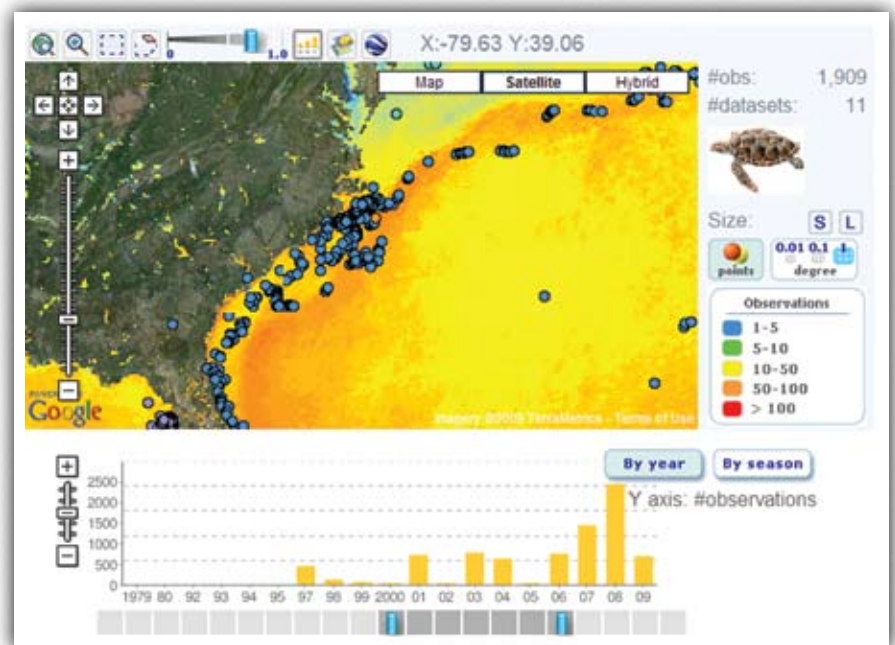 0 1.0 X:-79.63 Y:39.06
Map Satellite Hybrid
#obs: 1,909
#datasets: 11
Size: S L
points
0.01 0.1 1
degree
Observations
1-5
5-10
10-50
50-100
> 100
Google
Imagery ©2009 TerraMetrics - Terms of Use
By year By season
Y axis: #observations
2500
2000
1500
1000
500
0
1979 80 92 93 94 95 97 98 99 2000 01 02 03 04 05 06 07 08 09